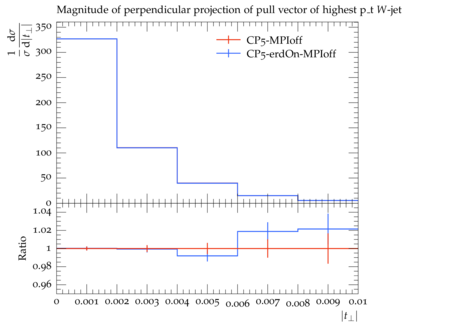 Magnitude of perpendicular projection of pull vector of highest p_t W-jet
1/σ dσ/d|t⊥|
350
300
250
200
150
100
50
0
CP5-MPIoff
CP5-erdOn-MPIoff
Ratio
1.04
1.02
1
0.98
0.96
0 0.001 0.002 0.003 0.004 0.005 0.006 0.007 0.008 0.009 0.01
|t⊥|